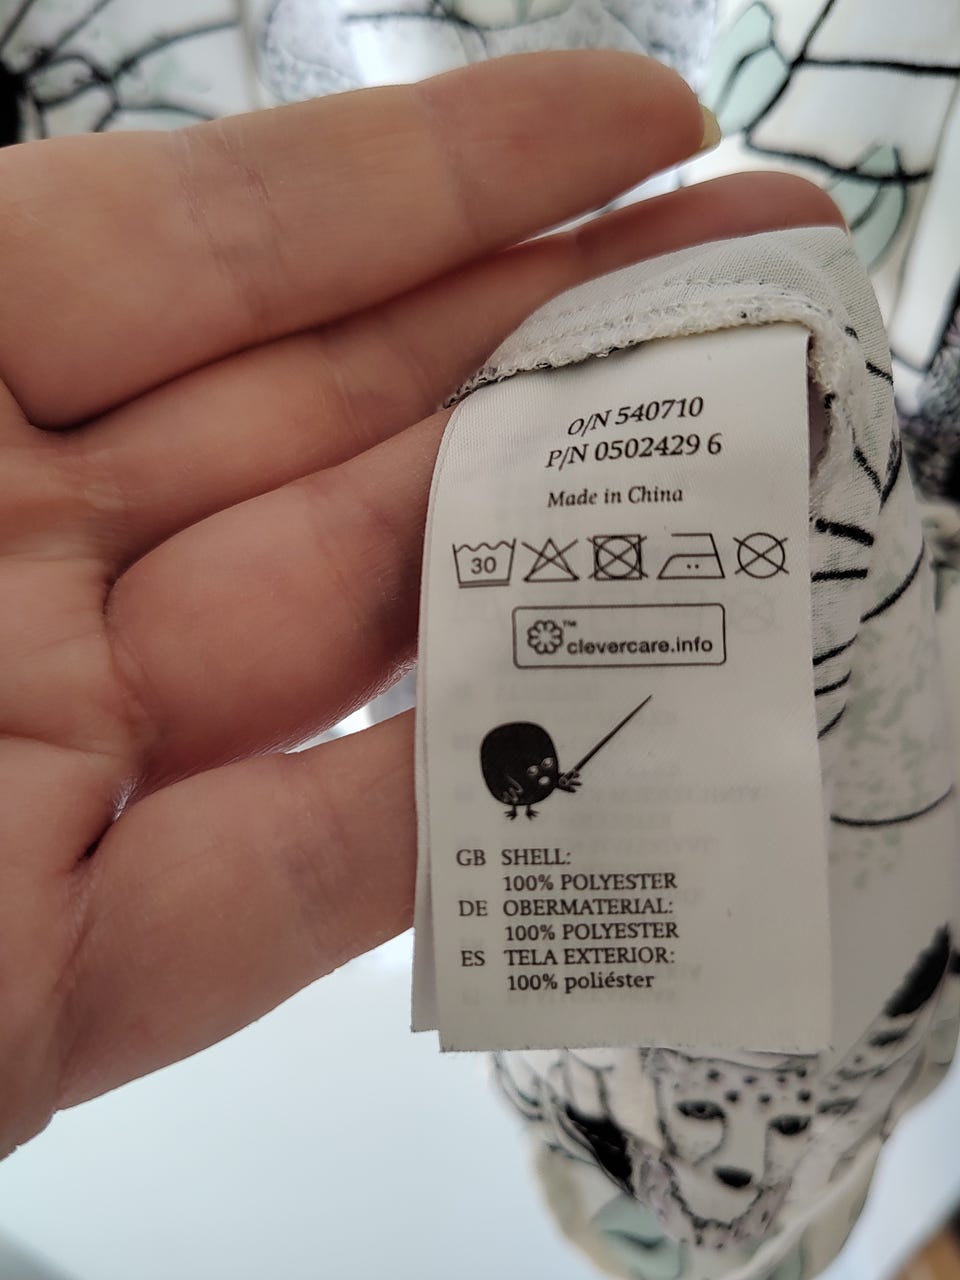 O/N 540710
P/N 0502429 6
Made in China
30
™
clevercare.info
GB SHELL:
100% POLYESTER
DE OBERMATERIAL:
100% POLYESTER
ES TELA EXTERIOR:
100% poliéster